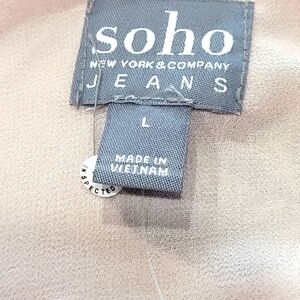 soho
NEW YORK & COMPANY
JEANS
L
MADE IN
VIETNAM
INSPECTED